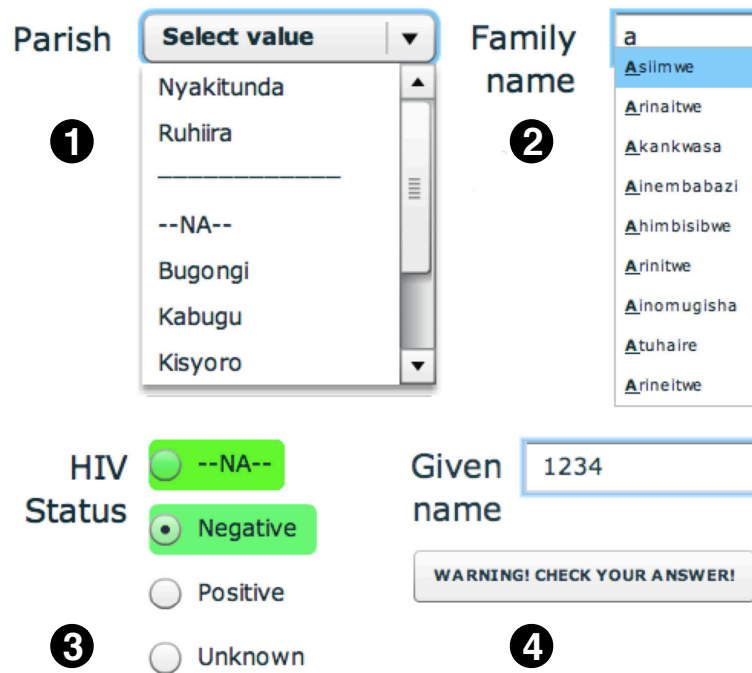 Parish
Select value
Nyakitunda
Ruhiira
____________
--NA--
Bugongi
Kabugu
Kisyoro
1
Family
name
a
Asiimwe
Arinaitwe
Akankwasa
Ainembabazi
Ahimbisibwe
Arinitwe
Ainomugisha
Atuhaire
Arineitwe
2
HIV
Status
--NA--
Negative
Positive
Unknown
3
Given
name
1234
WARNING! CHECK YOUR ANSWER!
4